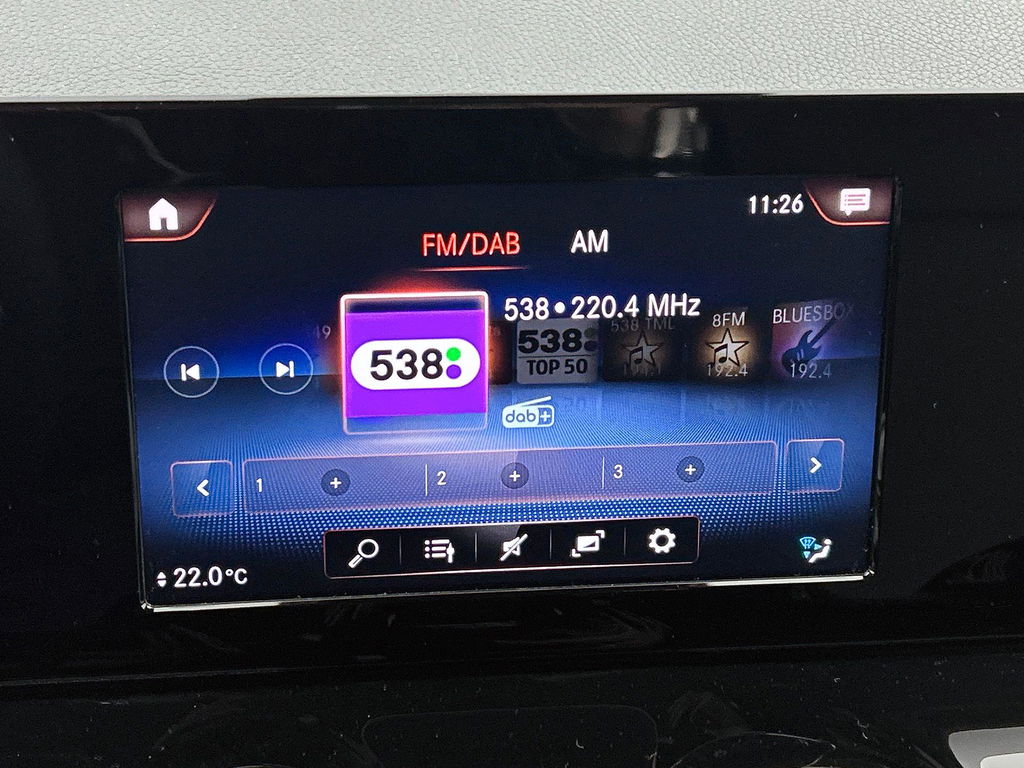 11:26
FM/DAB AM
538 • 220.4 MHz
49
538
538
TOP 50
538 TML
8FM
192.4
BLUESBOX
192.4
dab+
1 +
2 +
3 +
22.0°C